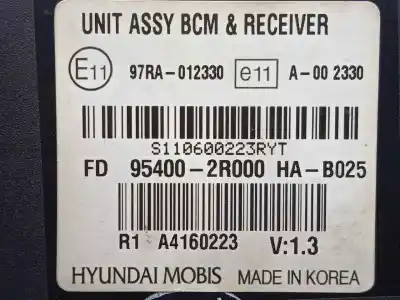 UNIT ASSY BCM & RECEIVER
E11 97RA-012330 e11 A-00 2330
S110600223RYT
FD 95400-2R000 HA-B025
R1 A4160223 V:1.3
HYUNDAI MOBIS MADE IN KOREA